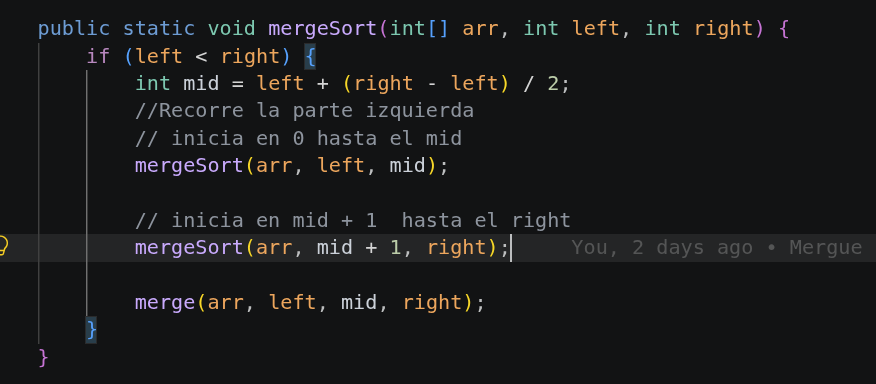 public static void mergeSort(int[] arr, int left, int right) {
if (left < right) {
int mid = left + (right - left) / 2;
//Recorre la parte izquierda
// inicia en 0 hasta el mid
mergeSort(arr, left, mid);
// inicia en mid + 1  hasta el right
mergeSort(arr, mid + 1, right); You, 2 days ago • Mergue
merge(arr, left, mid, right);
}
}